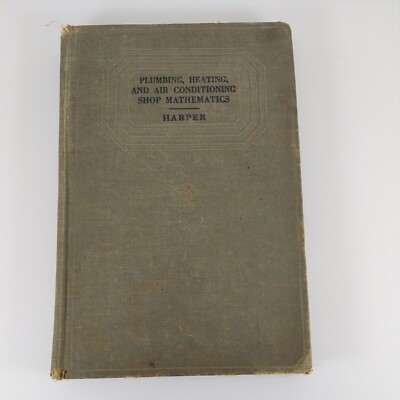 PLUMBING, HEATING,
AND AIR CONDITIONING
SHOP MATHEMATICS
HARPER